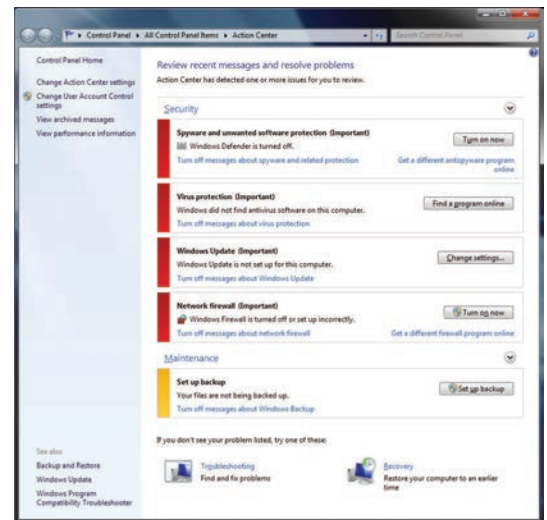 Control Panel ▸ All Control Panel Items ▸ Action Center
Search Control Panel
Control Panel Home
Change Action Center settings
Change User Account Control
settings
View archived messages
View performance information
See also
Backup and Restore
Windows Update
Windows Program
Compatibility Troubleshooter
Review recent messages and resolve problems
Action Center has detected one or more issues for you to review.
Security
Spyware and unwanted software protection (Important)
Windows Defender is turned off.
Turn off messages about spyware and related protection
Turn on now
Get a different antispyware program
online
Virus protection (Important)
Windows did not find antivirus software on this computer.
Turn off messages about virus protection
Find a program online
Windows Update (Important)
Windows Update is not set up for this computer.
Turn off messages about Windows Update
Change settings...
Network firewall (Important)
Windows Firewall is turned off or set up incorrectly.
Turn off messages about network firewall
Turn on now
Get a different firewall program online
Maintenance
Set up backup
Your files are not being backed up.
Turn off messages about Windows Backup
Set up backup
If you don't see your problem listed, try one of these:
Troubleshooting
Find and fix problems
Recovery
Restore your computer to an earlier
time